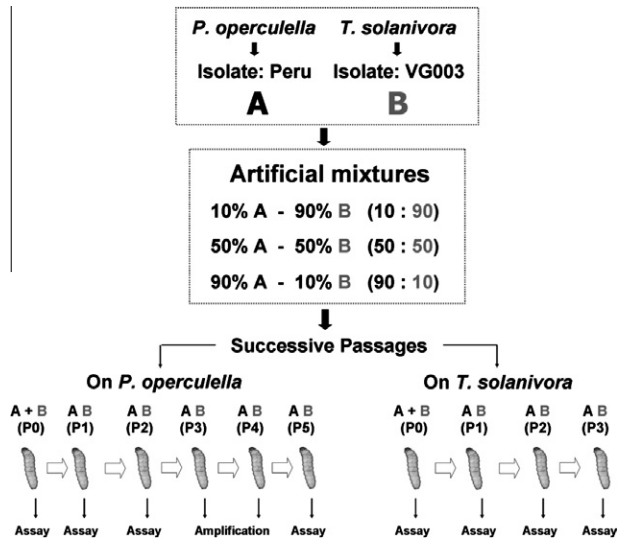 P. operculella T. solanivora
Isolate: Peru Isolate: VG003
A B
Artificial mixtures
10% A - 90% B (10 : 90)
50% A - 50% B (50 : 50)
90% A - 10% B (90 : 10)
Successive Passages
On P. operculella On T. solanivora
A + B A B A B A B A B A B A + B A B A B A B
(P0) (P1) (P2) (P3) (P4) (P5) (P0) (P1) (P2) (P3)
Assay Assay Assay Amplification Assay Assay Assay Assay Assay